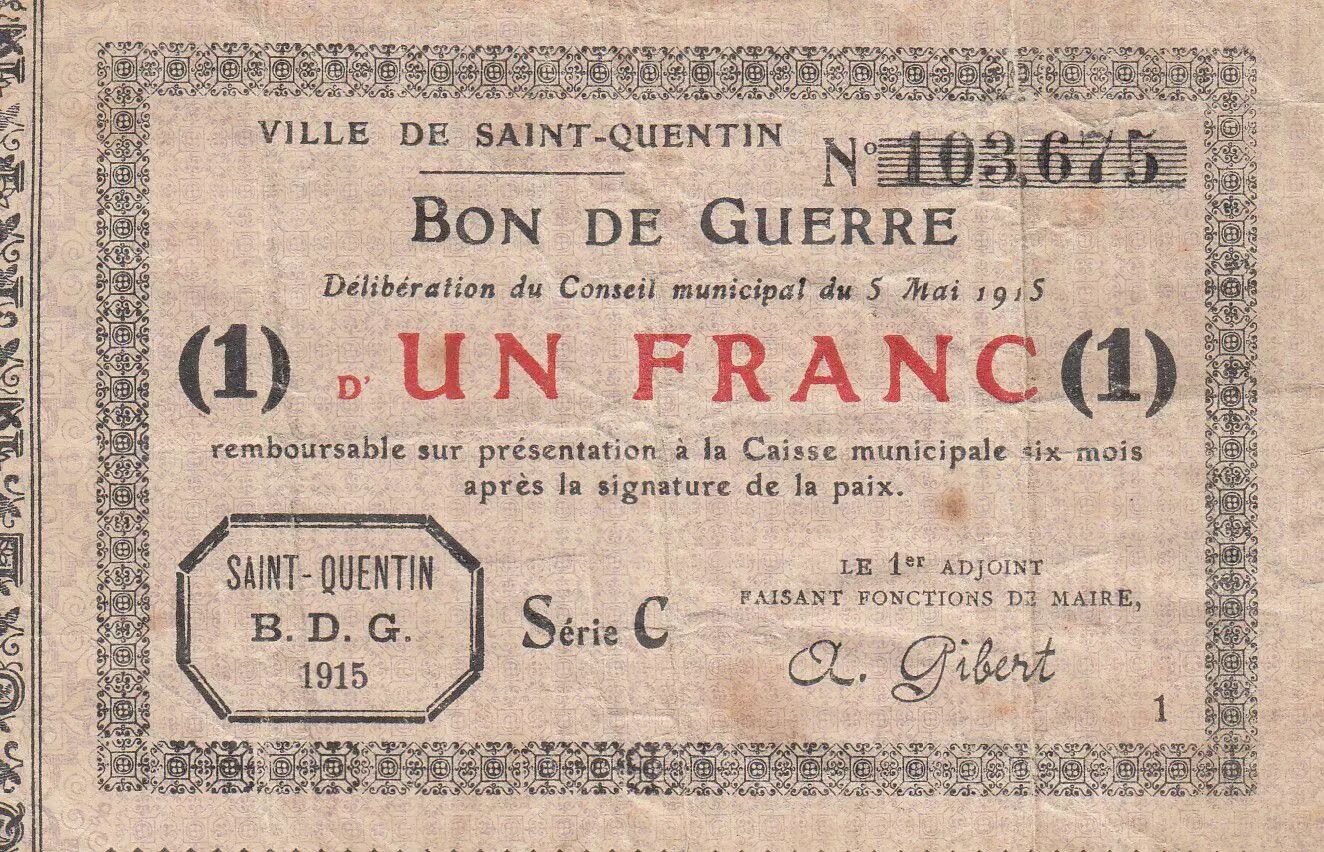 VILLE DE SAINT-QUENTIN
N° 103,675
BON DE GUERRE
Délibération du Conseil municipal du 5 Mai 1915
(1) D' UN FRANC (1)
remboursable sur présentation à la Caisse municipale six mois
après la signature de la paix.
SAINT-QUENTIN
B. D. G.
1915
Série C
LE 1er ADJOINT
FAISANT FONCTIONS DE MAIRE,
A. Gibert
1